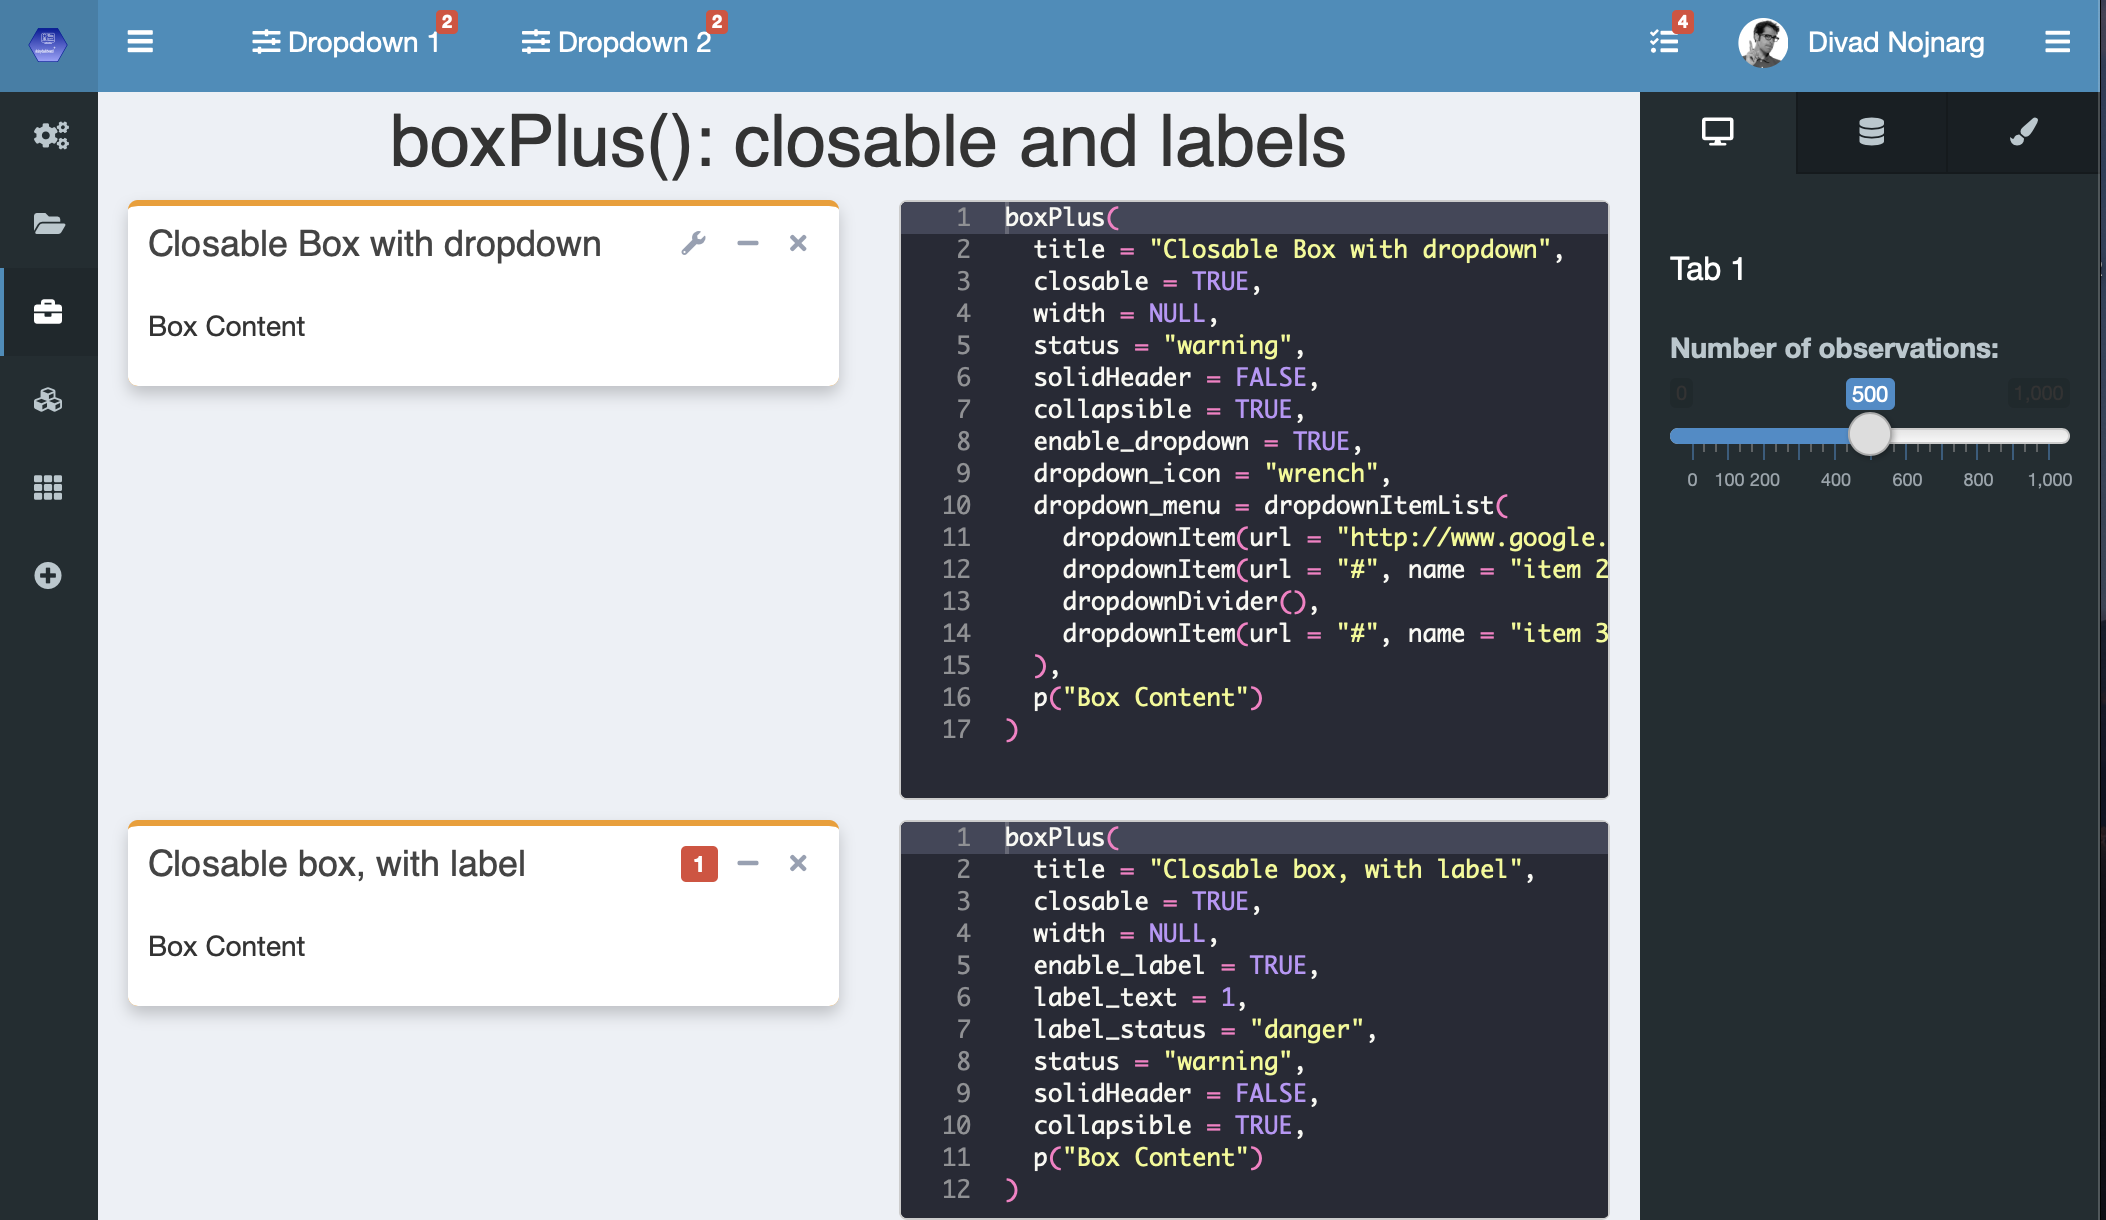 Dropdown 1 2
Dropdown 2 2
4
Divad Nojnarg
boxPlus(): closable and labels
Closable Box with dropdown
Box Content
1 boxPlus(
2 title = "Closable Box with dropdown",
3 closable = TRUE,
4 width = NULL,
5 status = "warning",
6 solidHeader = FALSE,
7 collapsible = TRUE,
8 enable_dropdown = TRUE,
9 dropdown_icon = "wrench",
10 dropdown_menu = dropdownItemList(
11 dropdownItem(url = "http://www.google.
12 dropdownItem(url = "#", name = "item 2
13 dropdownDivider(),
14 dropdownItem(url = "#", name = "item 3
15 ),
16 p("Box Content")
17 )
Closable box, with label
1
Box Content
1 boxPlus(
2 title = "Closable box, with label",
3 closable = TRUE,
4 width = NULL,
5 enable_label = TRUE,
6 label_text = 1,
7 label_status = "danger",
8 status = "warning",
9 solidHeader = FALSE,
10 collapsible = TRUE,
11 p("Box Content")
12 )
Tab 1
Number of observations:
0 500 1,000
0 100 200 400 600 800 1,000